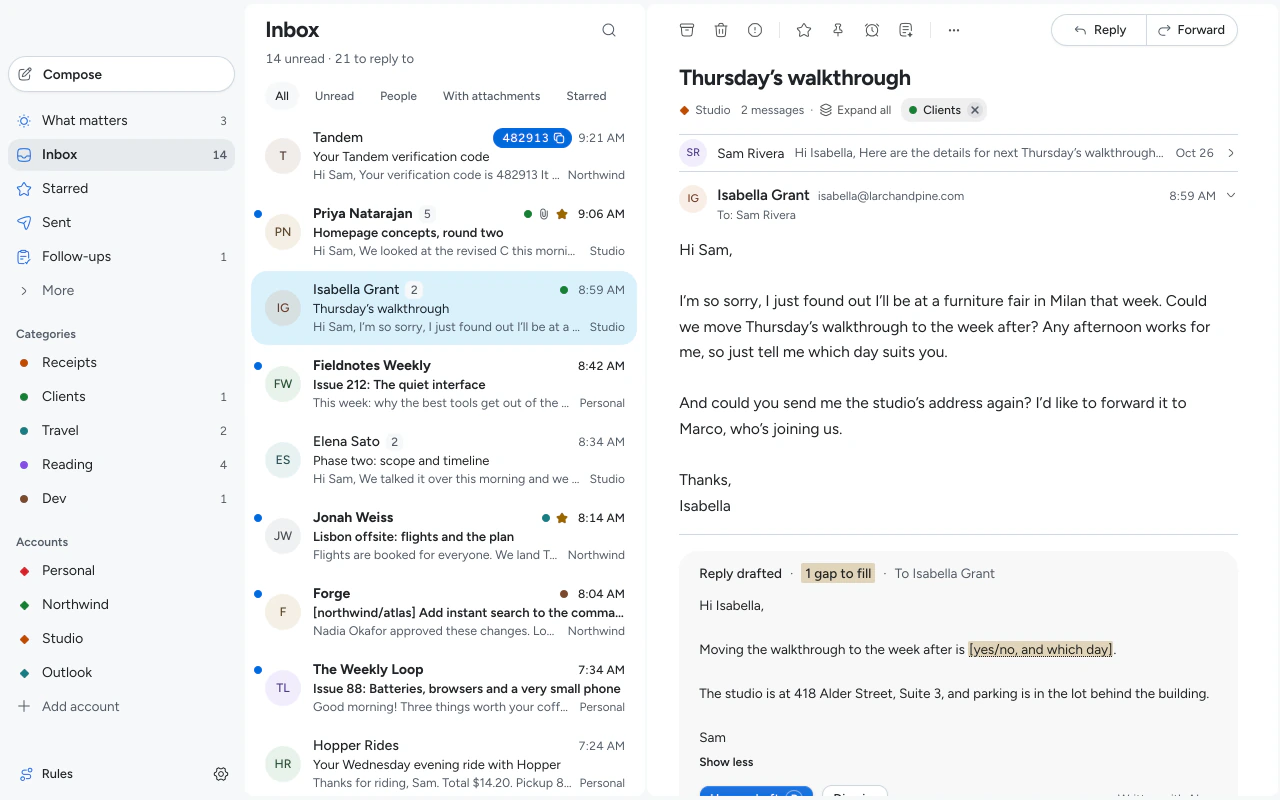 Compose
What matters 3
Inbox 14
Starred
Sent
Follow-ups 1
More
Categories
Receipts
Clients 1
Travel 2
Reading 4
Dev 1
Accounts
Personal
Northwind
Studio
Outlook
Add account
Rules
Inbox
14 unread · 21 to reply to
All Unread People With attachments Starred
T
Tandem 482913 9:21 AM
Your Tandem verification code
Hi Sam, Your verification code is 482913 It ... Northwind
PN
Priya Natarajan 5 9:06 AM
Homepage concepts, round two
Hi Sam, We looked at the revised C this morni... Studio
IG
Isabella Grant 2 8:59 AM
Thursday’s walkthrough
Hi Sam, I’m so sorry, I just found out I’ll be at a ... Studio
FW
Fieldnotes Weekly 8:42 AM
Issue 212: The quiet interface
This week: why the best tools get out of the ... Personal
ES
Elena Sato 2 8:34 AM
Phase two: scope and timeline
Hi Sam, We talked it over this morning and we ... Studio
JW
Jonah Weiss 8:14 AM
Lisbon offsite: flights and the plan
Flights are booked for everyone. We land T... Northwind
F
Forge 8:04 AM
[northwind/atlas] Add instant search to the comma...
Nadia Okafor approved these changes. Lo... Northwind
TL
The Weekly Loop 7:34 AM
Issue 88: Batteries, browsers and a very small phone
Good morning! Three things worth your coff... Personal
HR
Hopper Rides 7:24 AM
Your Wednesday evening ride with Hopper
Thanks for riding, Sam. Total $14.20. Pickup 8... Personal
Reply Forward
Thursday’s walkthrough
Studio 2 messages · Expand all Clients
SR Sam Rivera Hi Isabella, Here are the details for next Thursday’s walkthrough... Oct 26
IG Isabella Grant isabella@larchandpine.com 8:59 AM
To: Sam Rivera
Hi Sam,
I’m so sorry, I just found out I’ll be at a furniture fair in Milan that week. Could
we move Thursday’s walkthrough to the week after? Any afternoon works for
me, so just tell me which day suits you.
And could you send me the studio’s address again? I’d like to forward it to
Marco, who’s joining us.
Thanks,
Isabella
Reply drafted · 1 gap to fill · To Isabella Grant
Hi Isabella,
Moving the walkthrough to the week after is [yes/no, and which day].
The studio is at 418 Alder Street, Suite 3, and parking is in the lot behind the building.
Sam
Show less